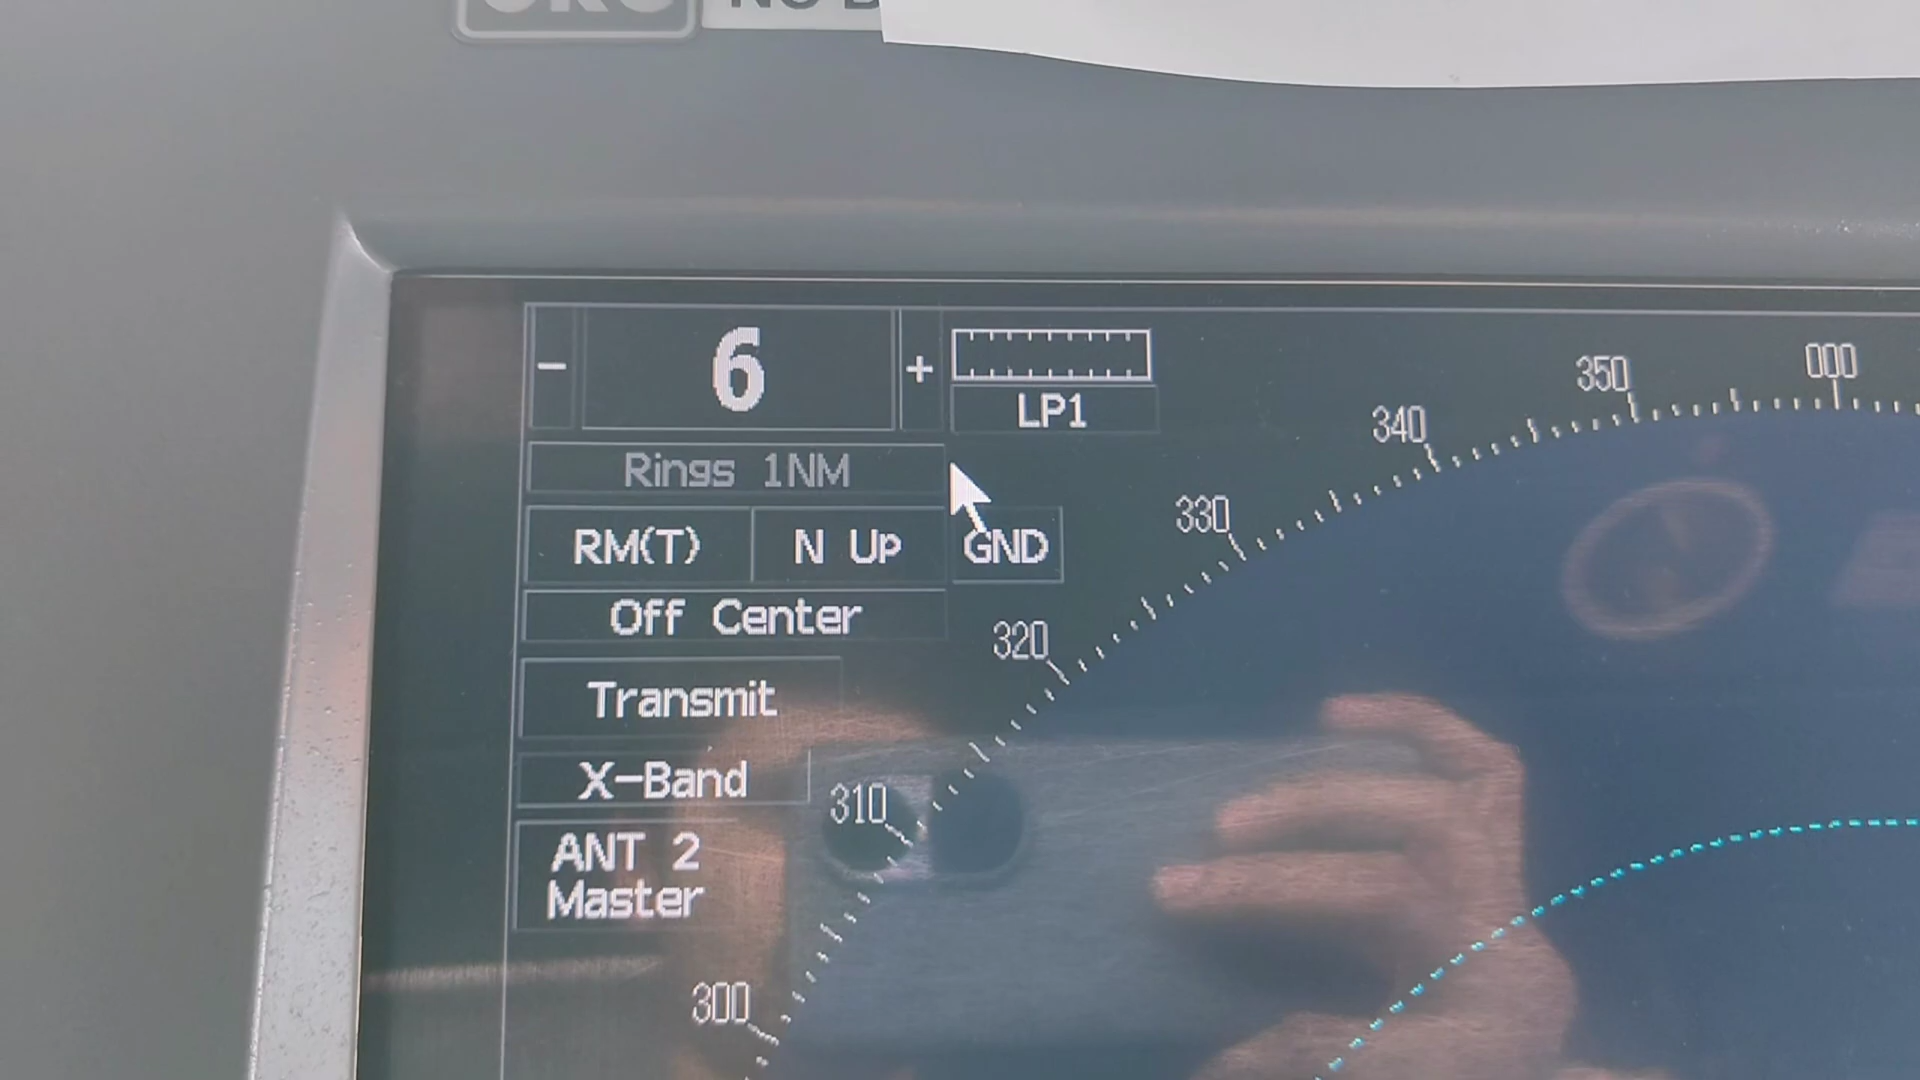 NO
- 6 +
LP1
Rings 1NM
RM(T) N Up GND
Off Center
Transmit
X-Band
ANT 2
Master
000
350
340
330
320
310
300